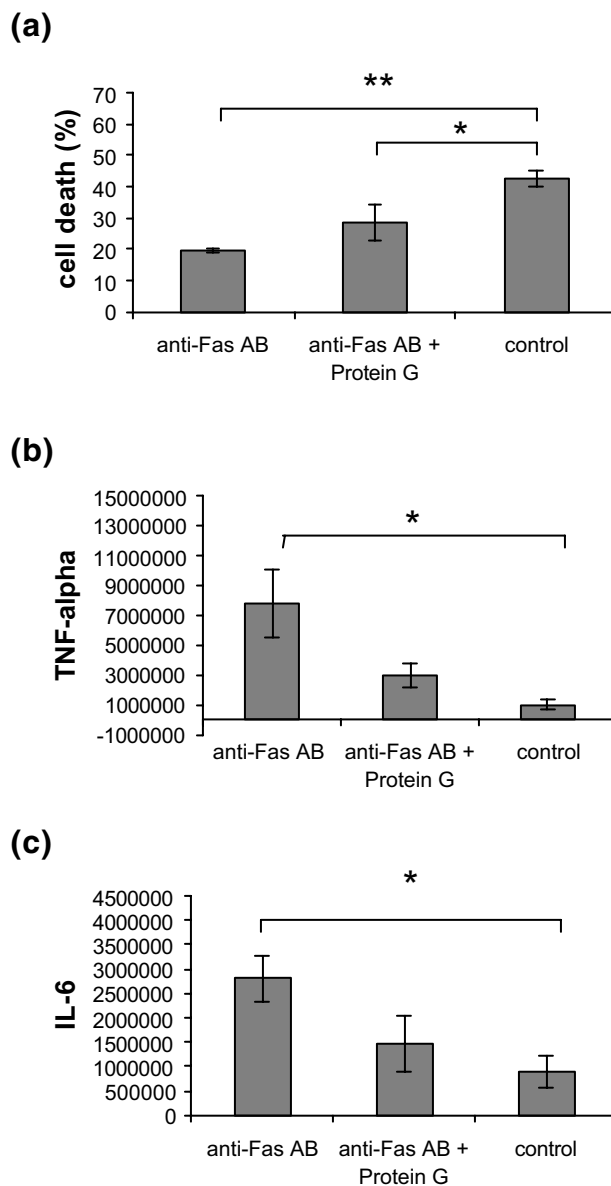 (a)
**
*
70
60
50
40
30
20
10
0
cell death (%)
anti-Fas AB
anti-Fas AB +
Protein G
control
(b)
*
15000000
13000000
11000000
9000000
7000000
5000000
3000000
1000000
-1000000
TNF-alpha
anti-Fas AB
anti-Fas AB +
Protein G
control
(c)
*
4500000
4000000
3500000
3000000
2500000
2000000
1500000
1000000
500000
0
IL-6
anti-Fas AB
anti-Fas AB +
Protein G
control